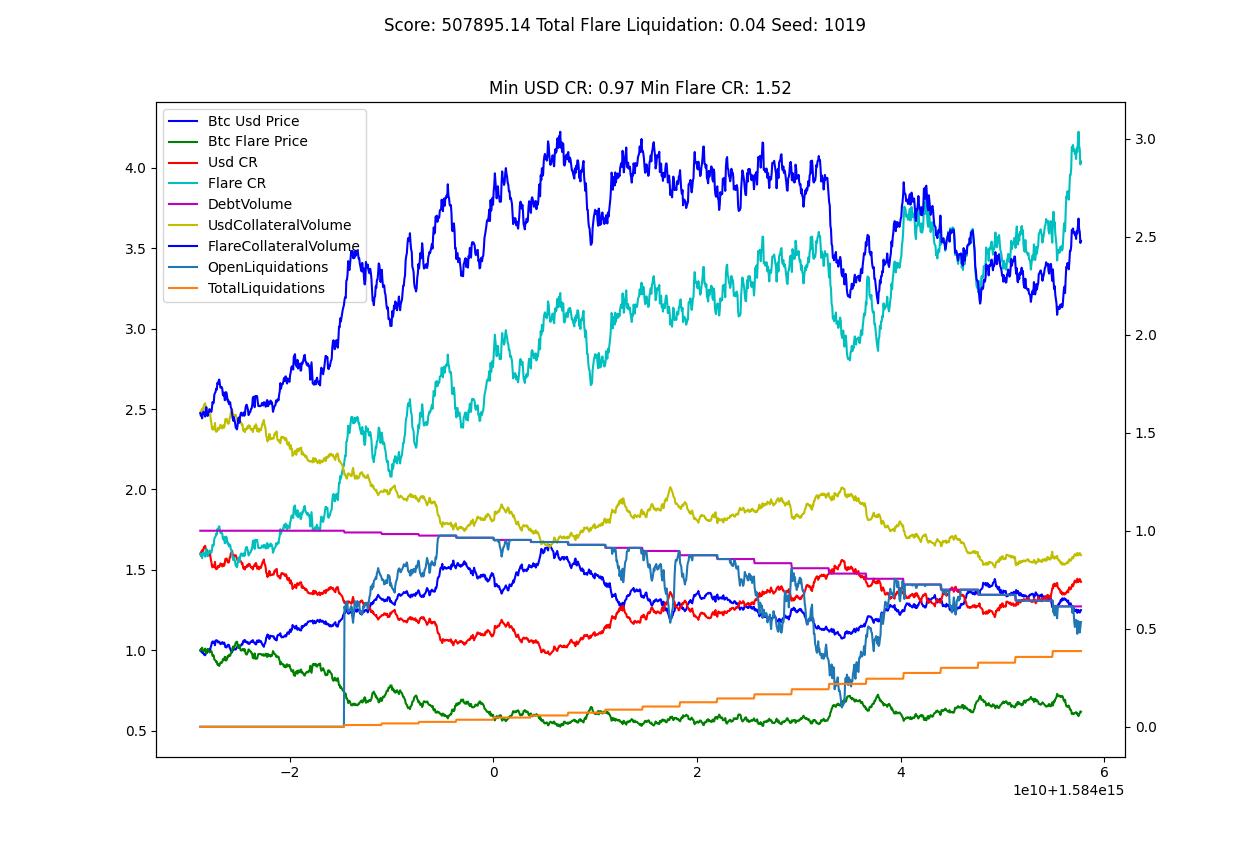 Score: 507895.14 Total Flare Liquidation: 0.04 Seed: 1019
Min USD CR: 0.97 Min Flare CR: 1.52
Btc Usd Price
Btc Flare Price
Usd CR
Flare CR
DebtVolume
UsdCollateralVolume
FlareCollateralVolume
OpenLiquidations
TotalLiquidations
4.0
3.5
3.0
2.5
2.0
1.5
1.0
0.5
3.0
2.5
2.0
1.5
1.0
0.5
0.0
−2 0 2 4 6
1e10+1.584e15